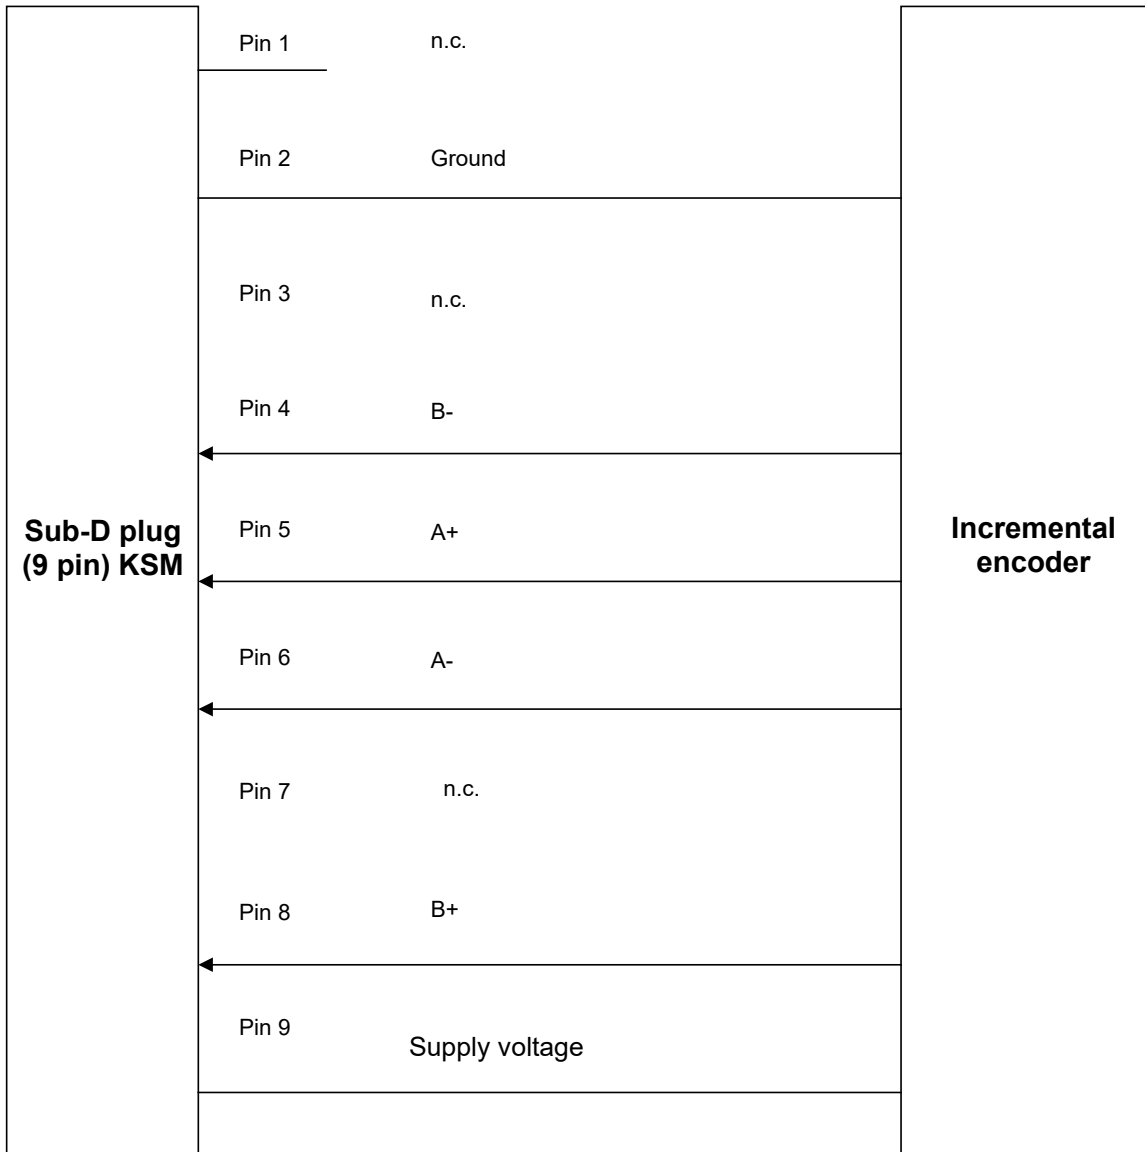 Pin 1 n.c.
Pin 2 Ground
Pin 3 n.c.
Pin 4 B-
Sub-D plug
(9 pin) KSM
Pin 5 A+
Incremental
encoder
Pin 6 A-
Pin 7 n.c.
Pin 8 B+
Pin 9 Supply voltage